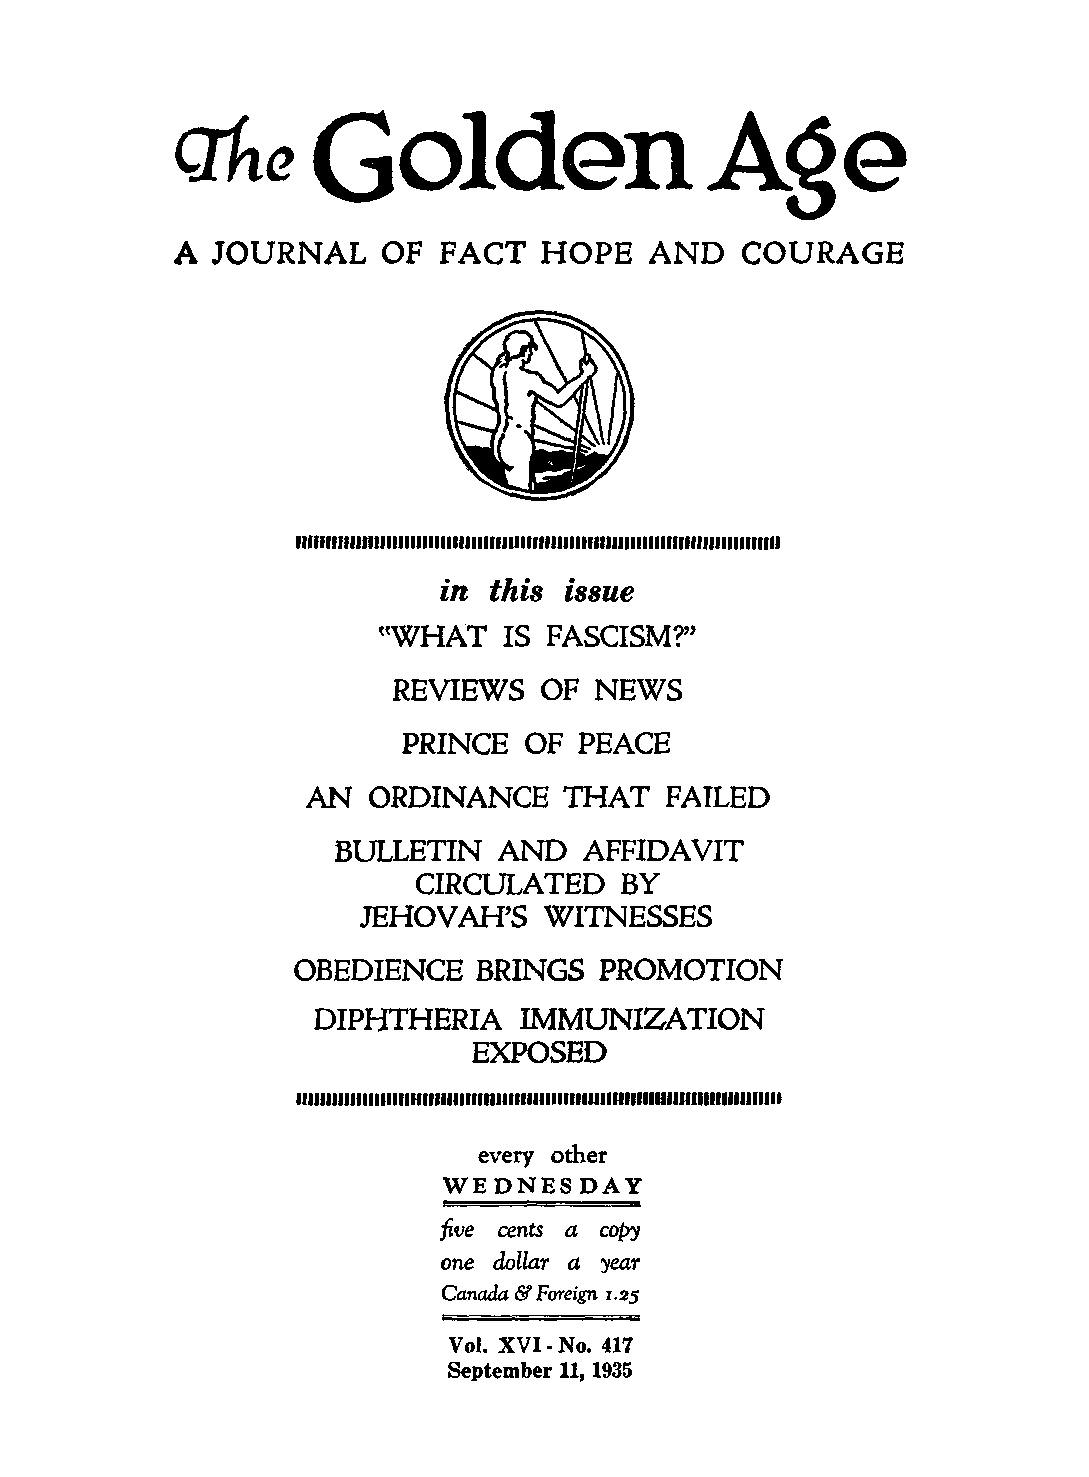 The Golden Age
A JOURNAL OF FACT HOPE AND COURAGE
in this issue
"WHAT IS FASCISM?"
REVIEWS OF NEWS
PRINCE OF PEACE
AN ORDINANCE THAT FAILED
BULLETIN AND AFFIDAVIT
CIRCULATED BY
JEHOVAH'S WITNESSES
OBEDIENCE BRINGS PROMOTION
DIPHTHERIA IMMUNIZATION
EXPOSED
every other
WEDNESDAY
five cents a copy
one dollar a year
Canada & Foreign 1.25
Vol. XVI - No. 417
September 11, 1935